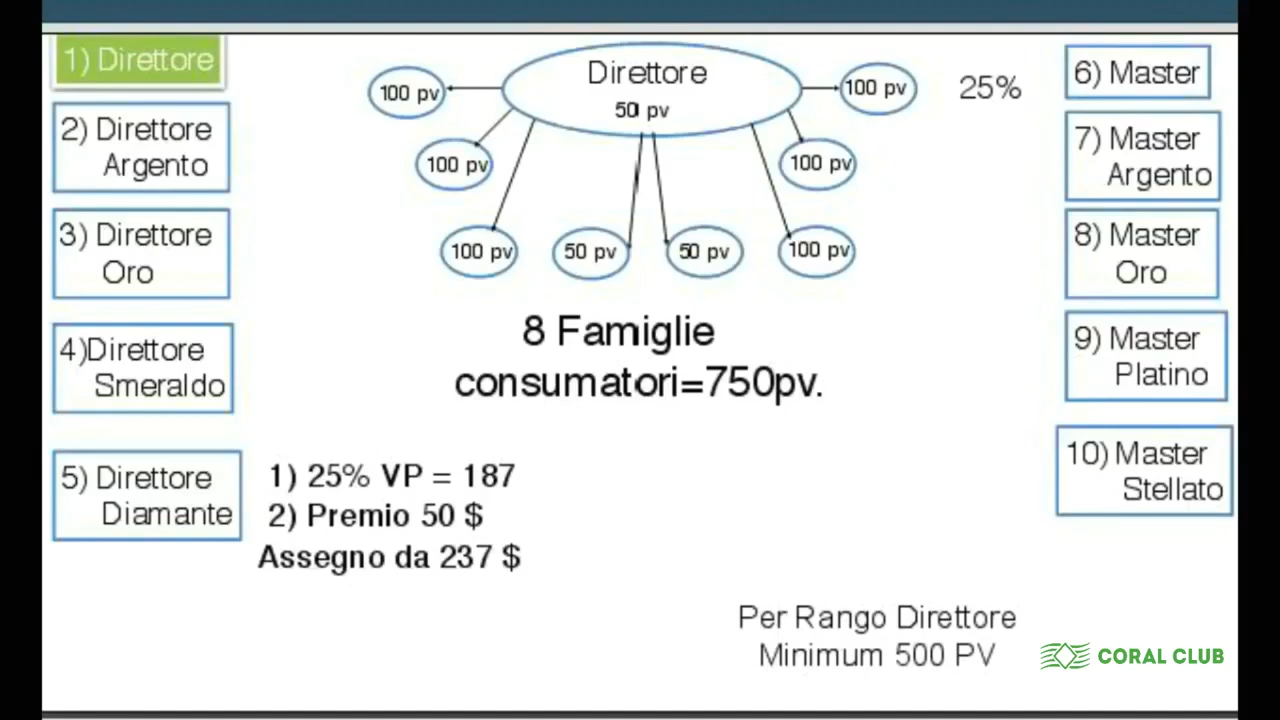 1) Direttore
2) Direttore
Argento
3) Direttore
Oro
4)Direttore
Smeraldo
5) Direttore
Diamante
Direttore
50 pv
100 pv
100 pv
25%
100 pv
100 pv
100 pv
50 pv
50 pv
100 pv
8 Famiglie
consumatori=750pv.
1) 25% VP = 187
2) Premio 50 $
Assegno da 237 $
6) Master
7) Master
Argento
8) Master
Oro
9) Master
Platino
10) Master
Stellato
Per Rango Direttore
Minimum 500 PV
CORAL CLUB